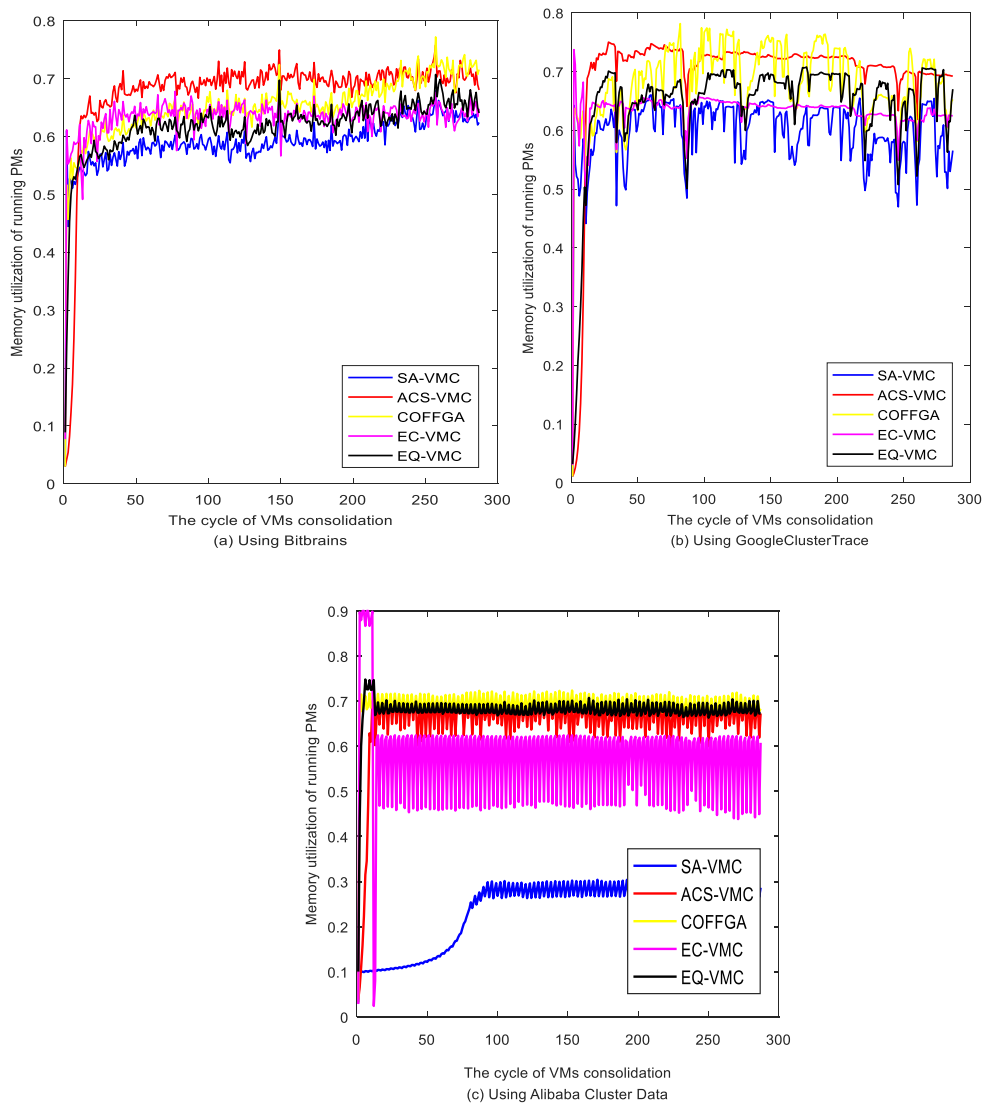 Memory utilization of running PMs
0.8
0.7
0.6
0.5
0.4
0.3
0.2
0.1
0
0 50 100 150 200 250 300
SA-VMC
ACS-VMC
COFFGA
EC-VMC
EQ-VMC
The cycle of VMs consolidation
(a) Using Bitbrains
Memory utilization of running PMs
0.8
0.7
0.6
0.5
0.4
0.3
0.2
0.1
0
0 50 100 150 200 250 300
SA-VMC
ACS-VMC
COFFGA
EC-VMC
EQ-VMC
The cycle of VMs consolidation
(b) Using GoogleClusterTrace
Memory utilization of running PMs
0.9
0.8
0.7
0.6
0.5
0.4
0.3
0.2
0.1
0
0 50 100 150 200 250 300
SA-VMC
ACS-VMC
COFFGA
EC-VMC
EQ-VMC
The cycle of VMs consolidation
(c) Using Alibaba Cluster Data